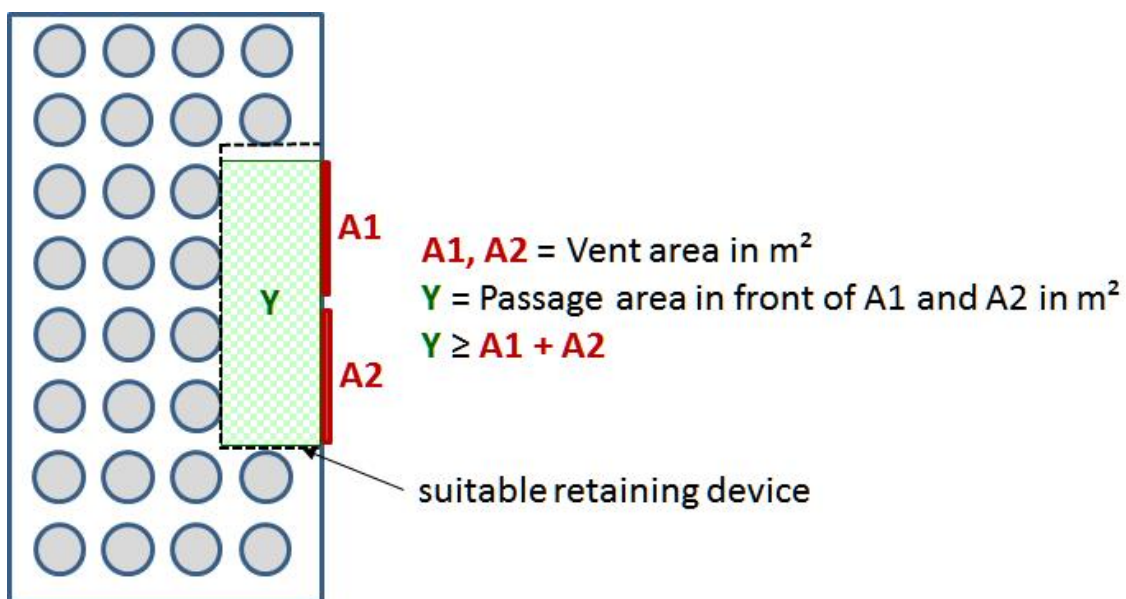 A1
A1, A2 = Vent area in m²
Y
Y = Passage area in front of A1 and A2 in m²
Y ≥ A1 + A2
A2
suitable retaining device